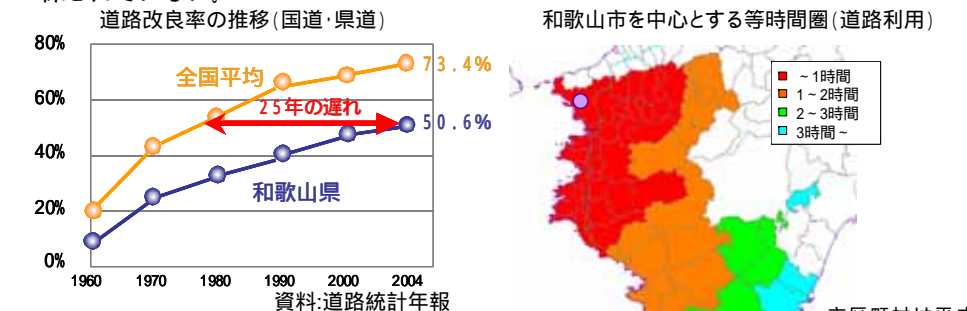 道路改良率の推移(国道･県道)
80%
60%
40%
20%
0%
全国平均
73.4%
25年の遅れ
50.6%
和歌山県
1960 1970 1980 1990 2000 2004
資料:道路統計年報
和歌山市を中心とする等時間圏(道路利用)
～1時間
1～2時間
2～3時間
3時間～